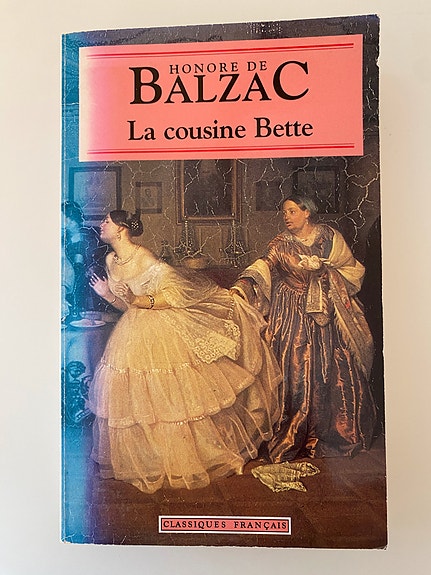 HONORE DE
BALZAC
La cousine Bette
CLASSIQUES FRANÇAIS